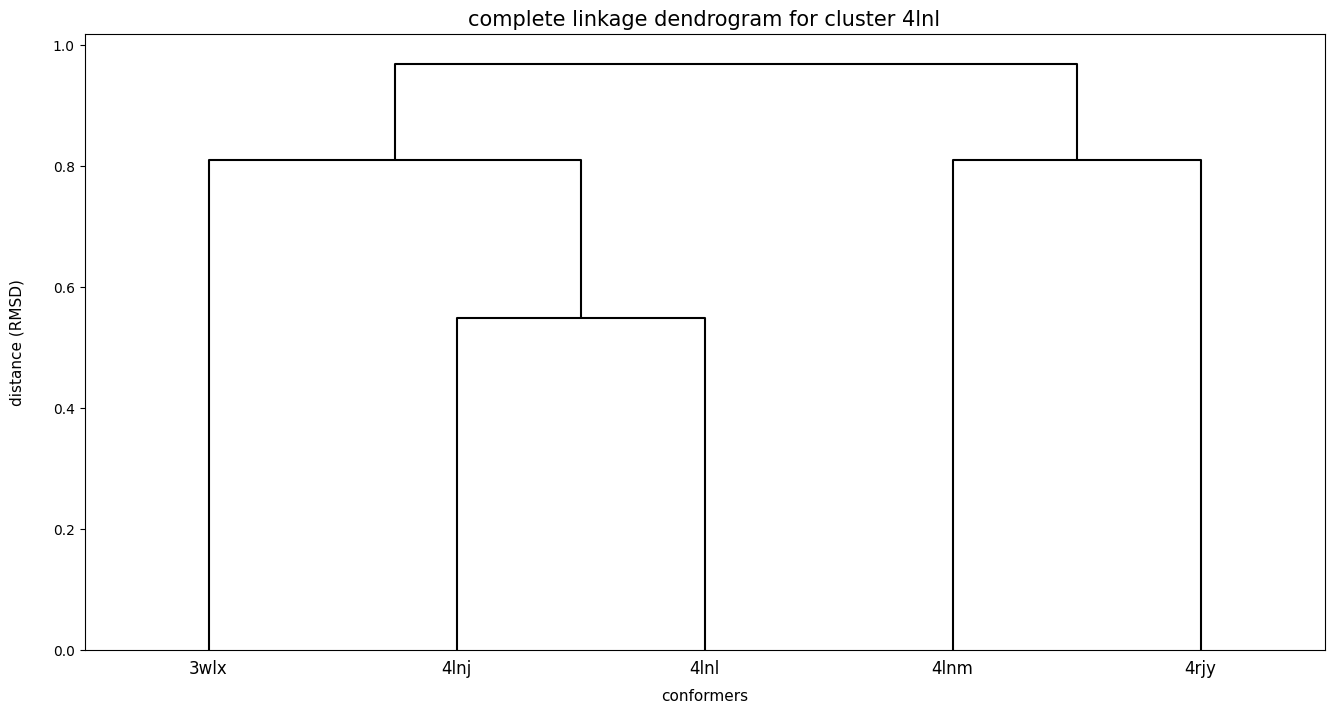 complete linkage dendrogram for cluster 4lnl
1.0
0.8
0.6
0.4
0.2
0.0
distance (RMSD)
3wlx 4lnj 4lnl 4lnm 4rjy
conformers